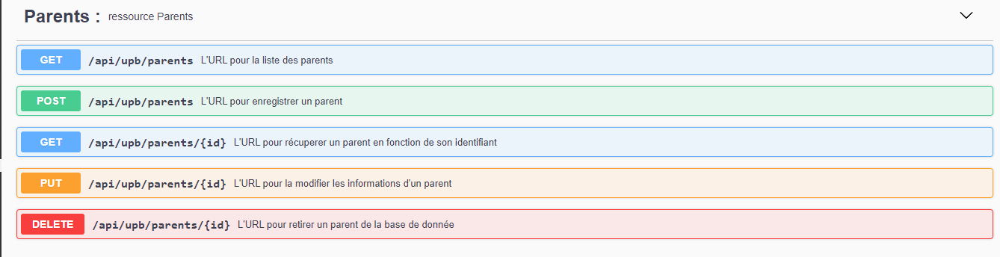 Parents : ressource Parents
GET /api/upb/parents L'URL pour la liste des parents
POST /api/upb/parents L'URL pour enregistrer un parent
GET /api/upb/parents/{id} L'URL pour récuperer un parent en fonction de son identifiant
PUT /api/upb/parents/{id} L'URL pour la modifier les informations d'un parent
DELETE /api/upb/parents/{id} L'URL pour retirer un parent de la base de donnée